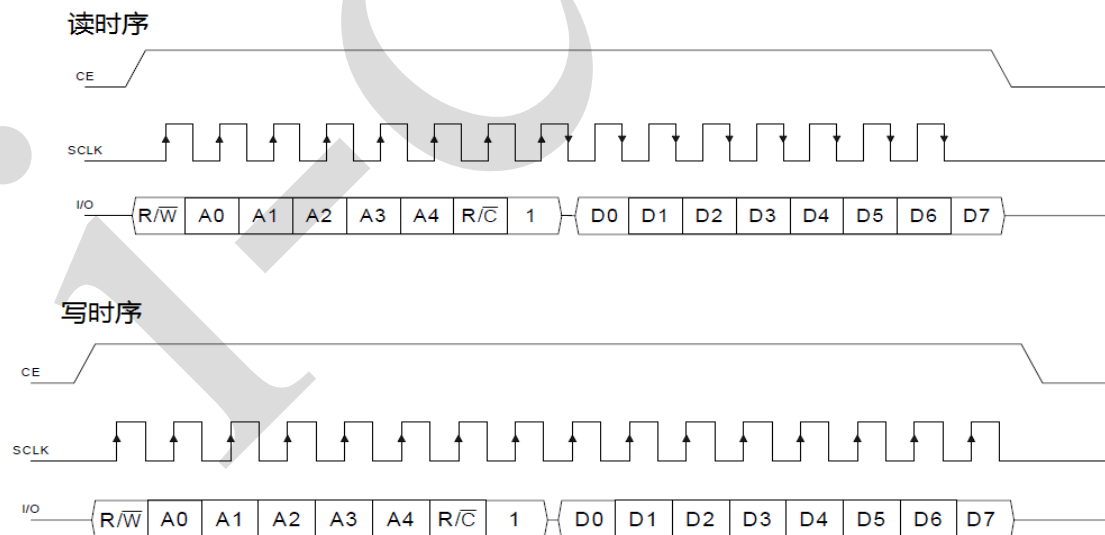 读时序
CE
SCLK
I/O R/W̅ A0 A1 A2 A3 A4 R/C̅ 1 D0 D1 D2 D3 D4 D5 D6 D7
写时序
CE
SCLK
I/O R/W̅ A0 A1 A2 A3 A4 R/C̅ 1 D0 D1 D2 D3 D4 D5 D6 D7